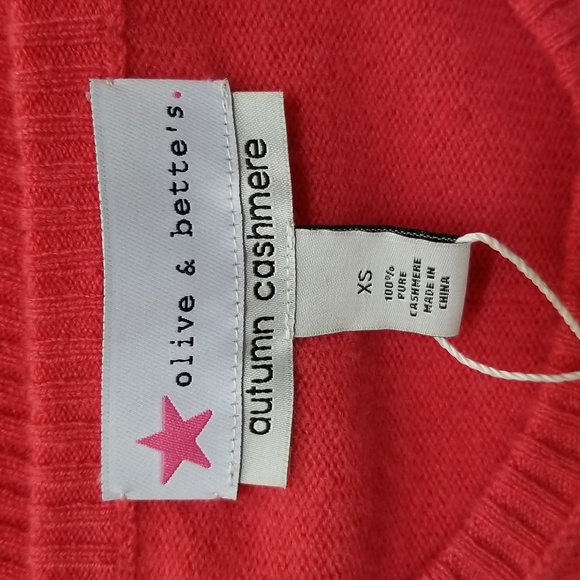 olive & bette's.
autumn cashmere
XS
100%
PURE
CASHMERE
MADE IN
CHINA